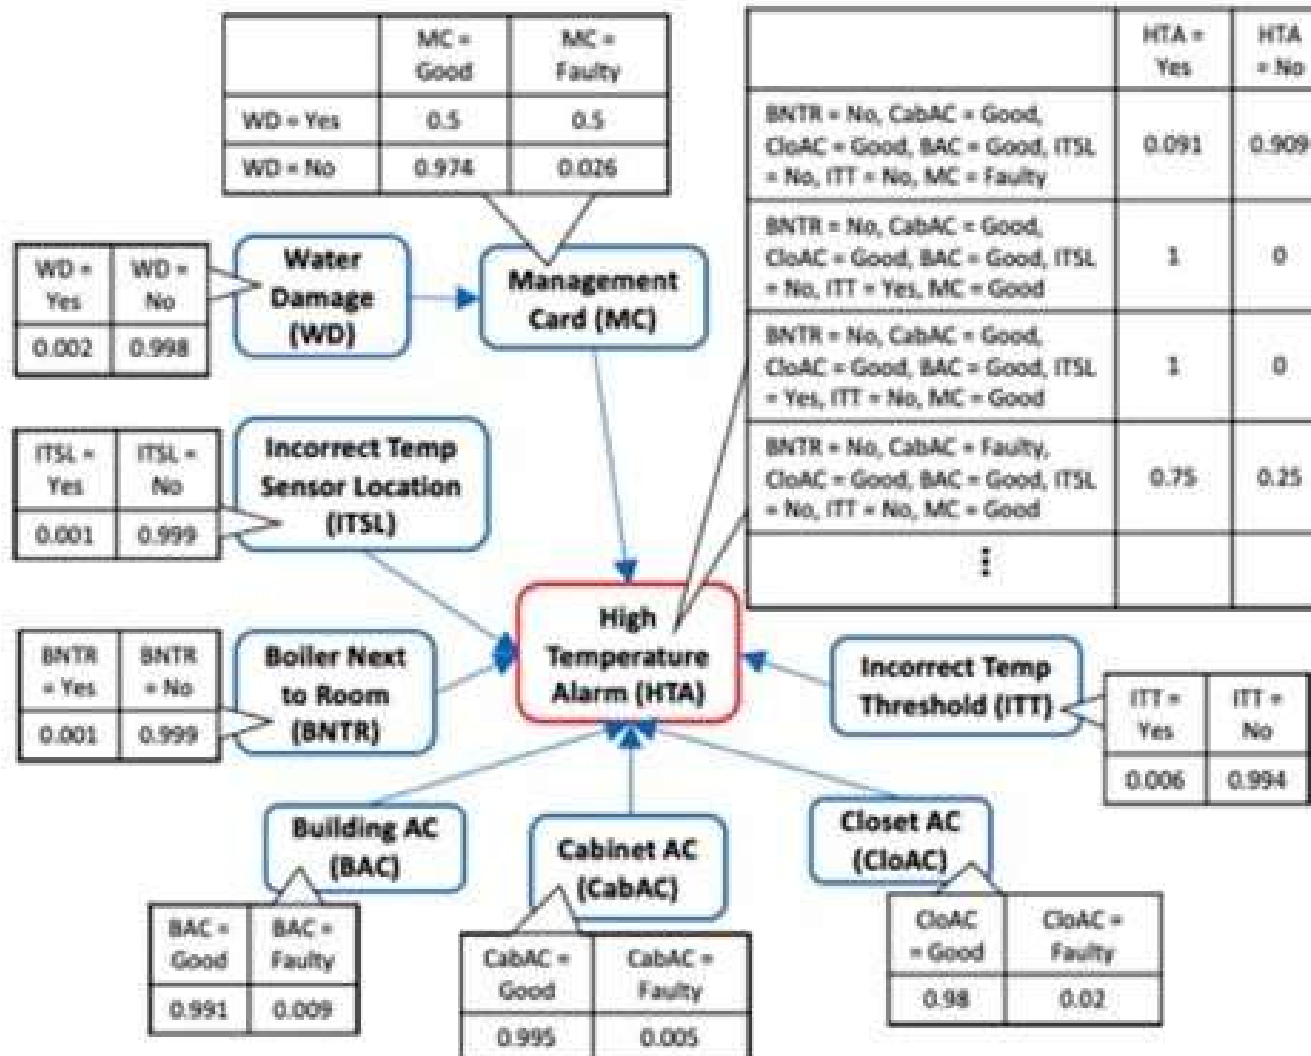 MC = Good
MC = Faulty
WD = Yes
0.5
0.5
WD = No
0.974
0.026
HTA = Yes
HTA = No
BNTR = No, CabAC = Good,
CloAC = Good, BAC = Good, ITSL
= No, ITT = No, MC = Faulty
0.091
0.909
BNTR = No, CabAC = Good,
CloAC = Good, BAC = Good, ITSL
= No, ITT = Yes, MC = Good
1
0
BNTR = No, CabAC = Good,
CloAC = Good, BAC = Good, ITSL
= Yes, ITT = No, MC = Good
1
0
BNTR = No, CabAC = Faulty,
CloAC = Good, BAC = Good, ITSL
= No, ITT = No, MC = Good
0.75
0.25
⋮
WD = Yes
WD = No
0.002
0.998
Water
Damage
(WD)
Management
Card (MC)
ITSL = Yes
ITSL = No
0.001
0.999
Incorrect Temp
Sensor Location
(ITSL)
BNTR = Yes
BNTR = No
0.001
0.999
Boiler Next
to Room
(BNTR)
High
Temperature
Alarm (HTA)
Incorrect Temp
Threshold (ITT)
ITT = Yes
ITT = No
0.006
0.994
Building AC
(BAC)
Cabinet AC
(CabAC)
Closet AC
(CloAC)
BAC = Good
BAC = Faulty
0.991
0.009
CabAC = Good
CabAC = Faulty
0.995
0.005
CloAC = Good
CloAC = Faulty
0.98
0.02